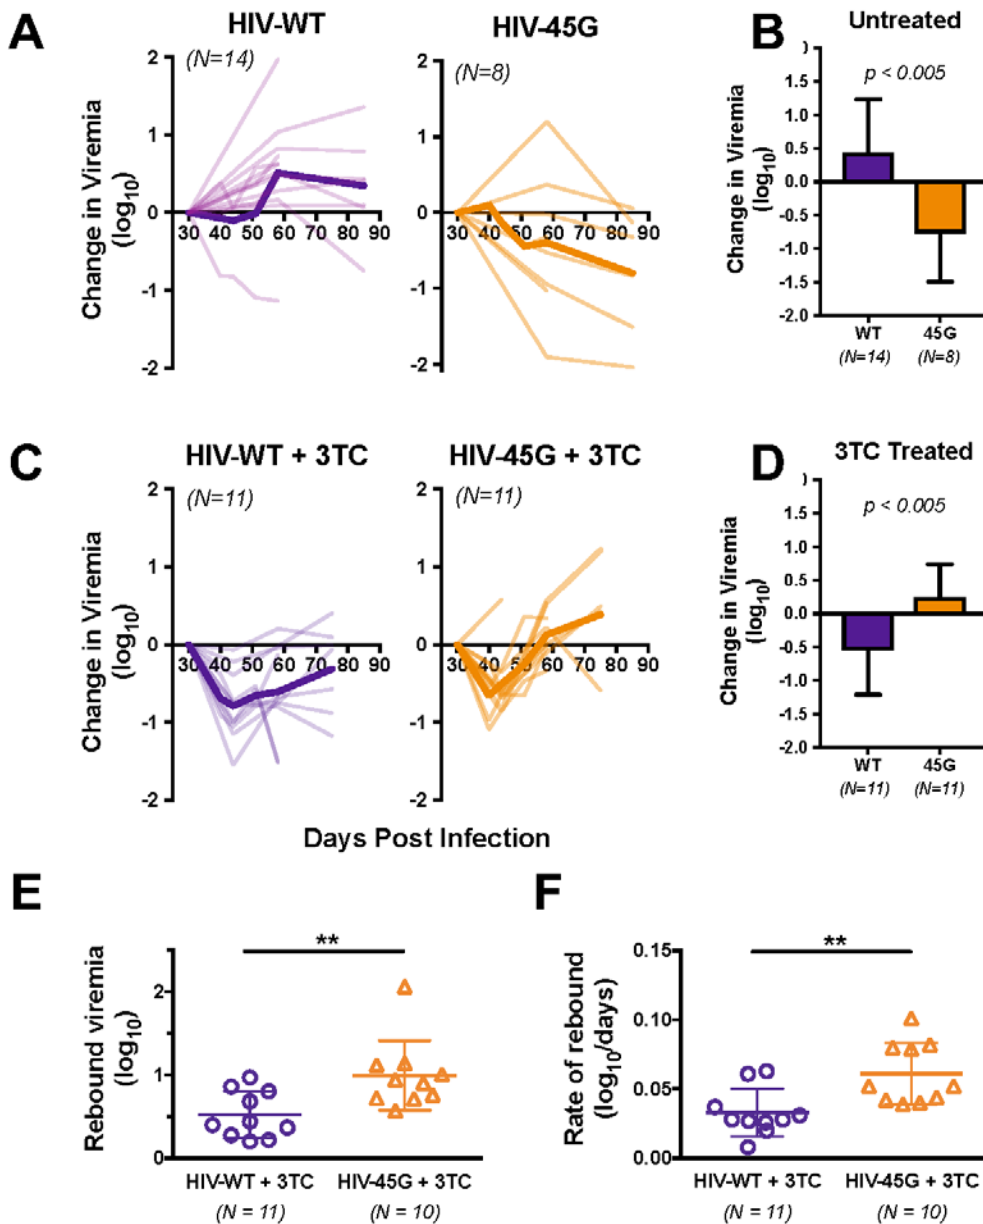 A
HIV-WT
(N=14)
Change in Viremia
(log10)
2
1
0
-1
-2
30 40 50 60 70 80 90
HIV-45G
(N=8)
2
1
0
-1
-2
30 40 50 60 70 80 90
B
Untreated
p < 0.005
Change in Viremia
(log10)
1.5
1.0
0.5
0.0
-0.5
-1.0
-1.5
-2.0
WT 45G
(N=14) (N=8)
C
HIV-WT + 3TC
(N=11)
Change in Viremia
(log10)
2
1
0
-1
-2
30 40 50 60 70 80 90
HIV-45G + 3TC
(N=11)
2
1
0
-1
-2
30 40 50 60 70 80 90
Days Post Infection
D
3TC Treated
p < 0.005
Change in Viremia
(log10)
1.5
1.0
0.5
0.0
-0.5
-1.0
-1.5
-2.0
WT 45G
(N=11) (N=11)
E
**
Rebound viremia
(log10)
2
1
0
HIV-WT + 3TC HIV-45G + 3TC
(N = 11) (N = 10)
F
**
Rate of rebound
(log10/days)
0.15
0.10
0.05
0.00
HIV-WT + 3TC HIV-45G + 3TC
(N = 11) (N = 10)